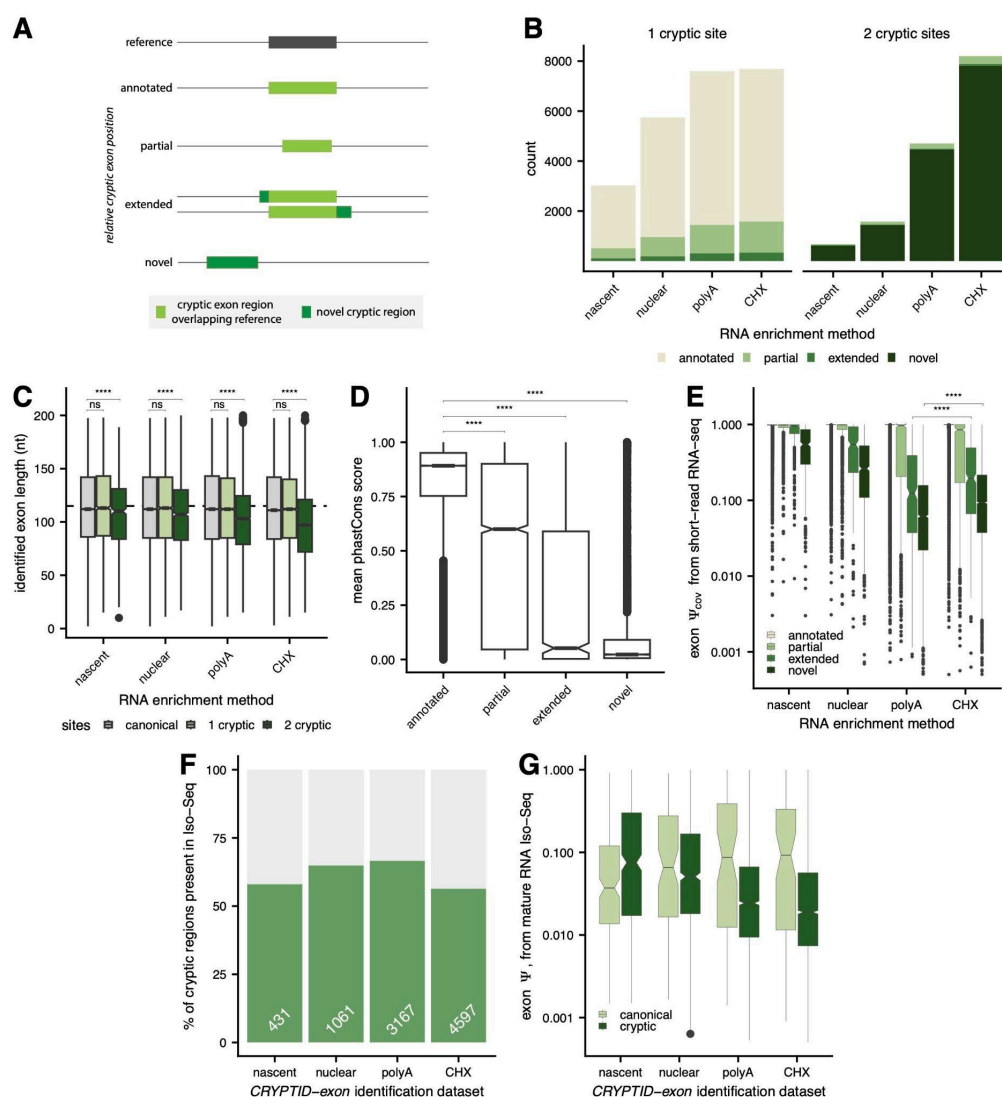 A
reference
annotated
partial
extended
novel
relative cryptic exon position
cryptic exon region
overlapping reference
novel cryptic region
B
1 cryptic site
2 cryptic sites
count
8000
6000
4000
2000
nascent
nuclear
polyA
CHX
nascent
nuclear
polyA
CHX
RNA enrichment method
annotated
partial
extended
novel
C
identified exon length (nt)
200
150
100
50
0
****
ns
****
ns
****
ns
****
ns
nascent
nuclear
polyA
CHX
RNA enrichment method
sites
canonical
1 cryptic
2 cryptic
D
mean phastCons score
1.00
0.75
0.50
0.25
0.00
****
****
****
annotated
partial
extended
novel
E
exon Ψcov from short−read RNA−seq
1.000
0.100
0.010
0.001
****
****
annotated
partial
extended
novel
nascent
nuclear
polyA
CHX
RNA enrichment method
F
% of cryptic regions present in Iso−Seq
100
75
50
25
0
431
1061
3167
4597
nascent
nuclear
polyA
CHX
CRYPTID−exon identification dataset
G
exon Ψ , from mature RNA Iso−Seq
1.000
0.100
0.010
0.001
canonical
cryptic
nascent
nuclear
polyA
CHX
CRYPTID−exon identification dataset